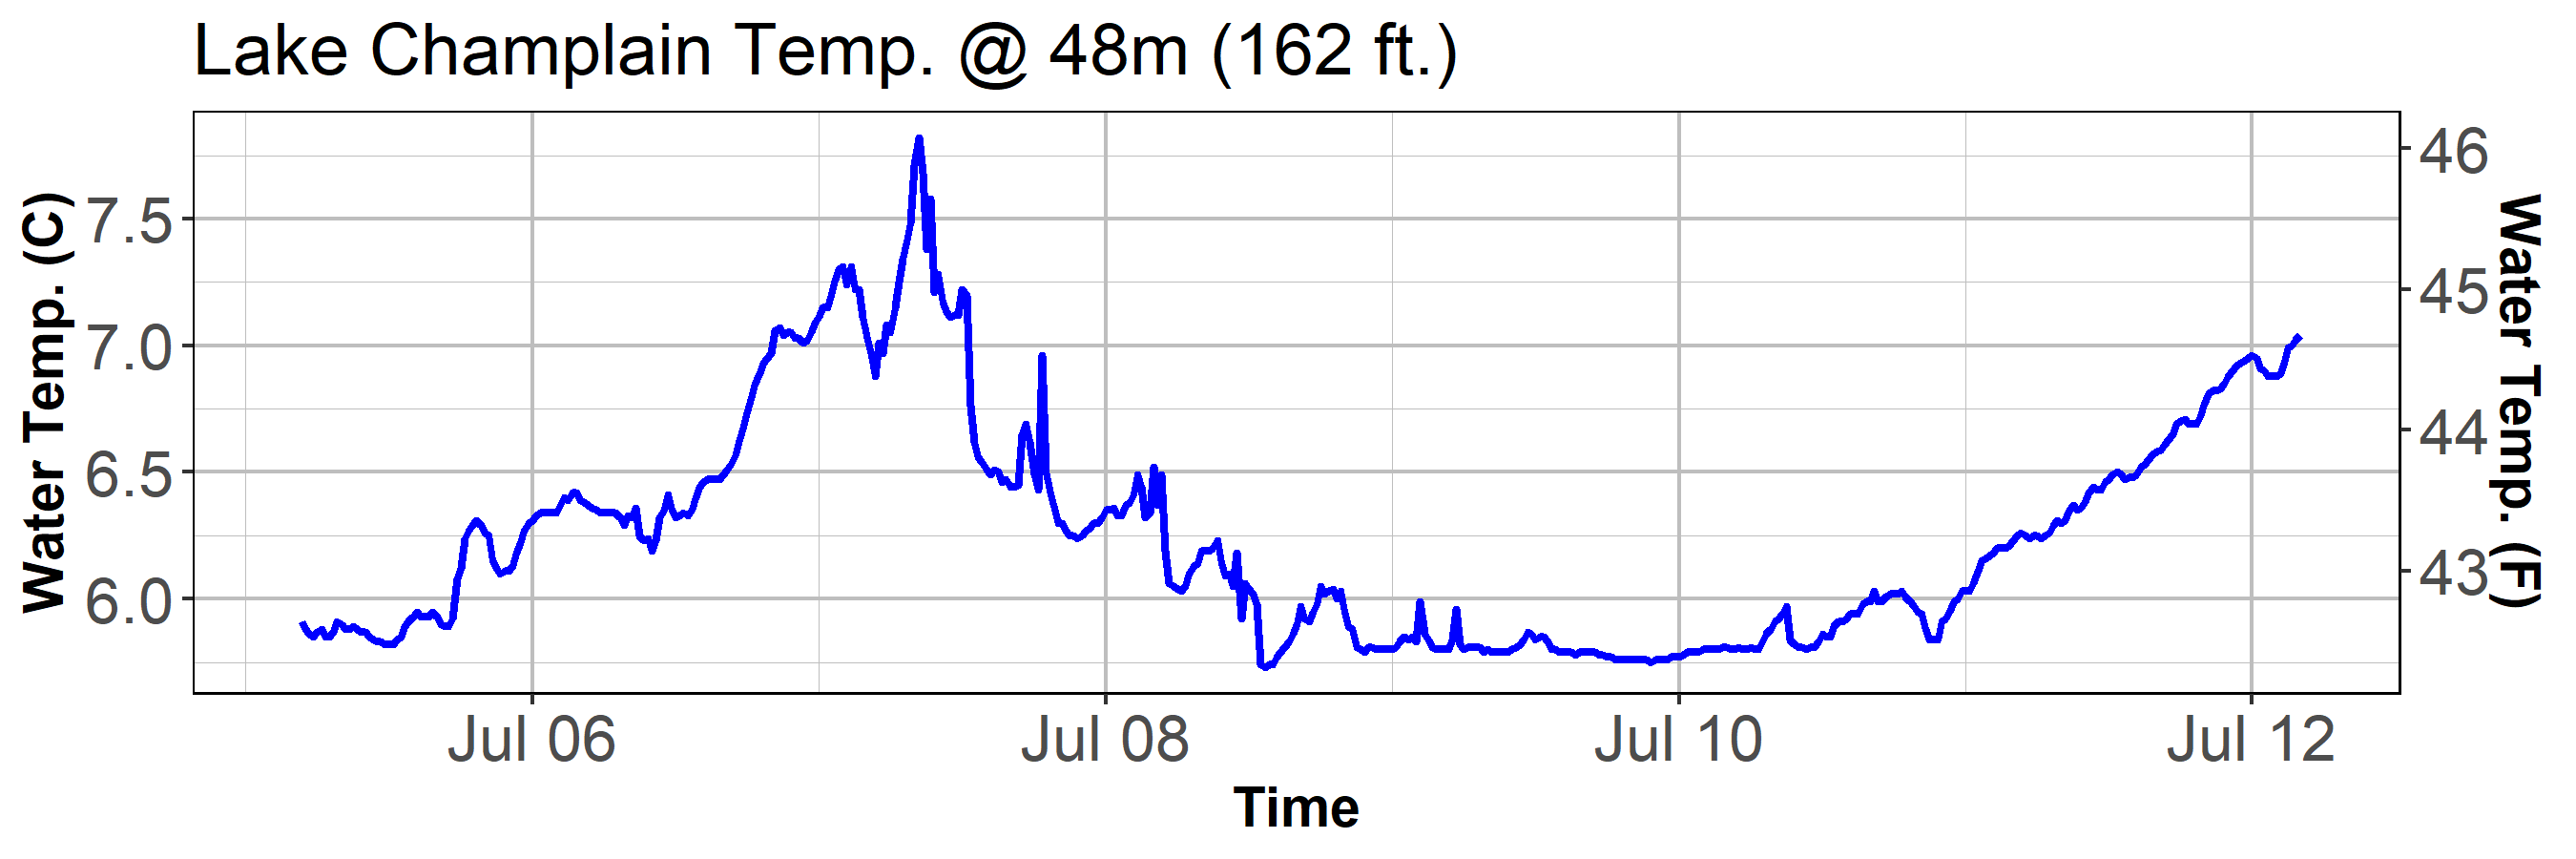 Lake Champlain Temp. @ 48m (162 ft.)
Water Temp. (C)
7.5
7.0
6.5
6.0
46
45
44
43
Water Temp. (F)
Jul 06
Jul 08
Jul 10
Jul 12
Time